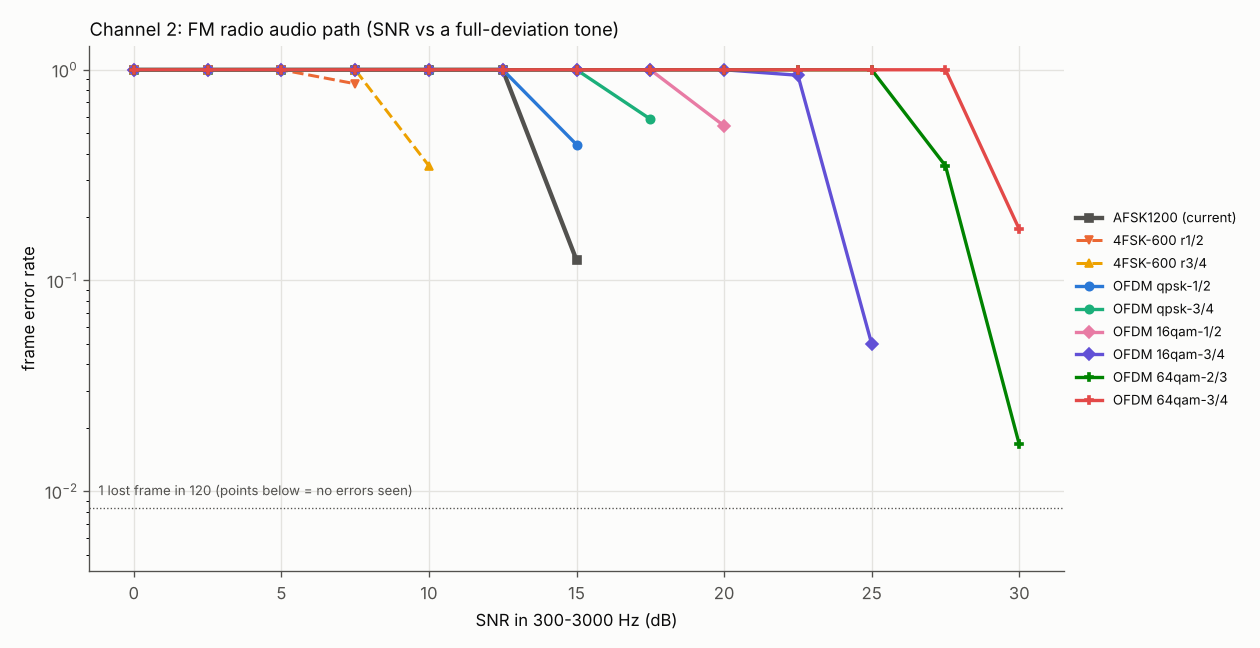 Channel 2: FM radio audio path (SNR vs a full-deviation tone)
10⁰
10⁻¹
10⁻²
frame error rate
1 lost frame in 120 (points below = no errors seen)
0 5 10 15 20 25 30
SNR in 300-3000 Hz (dB)
AFSK1200 (current)
4FSK-600 r1/2
4FSK-600 r3/4
OFDM qpsk-1/2
OFDM qpsk-3/4
OFDM 16qam-1/2
OFDM 16qam-3/4
OFDM 64qam-2/3
OFDM 64qam-3/4